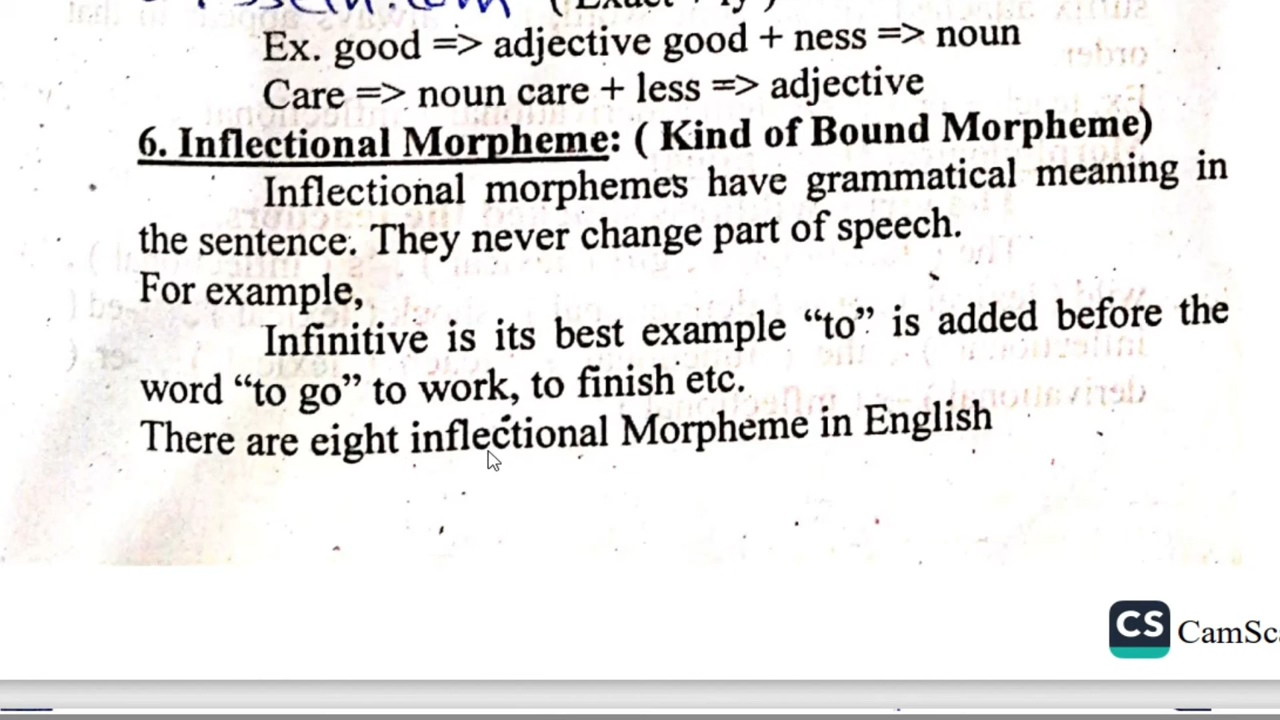 Ex. good => adjective good + ness => noun
Care => noun care + less => adjective
6. Inflectional Morpheme: ( Kind of Bound Morpheme)
Inflectional morphemes have grammatical meaning in
the sentence. They never change part of speech.
For example,
Infinitive is its best example “to” is added before the
word “to go” to work, to finish etc.
There are eight inflectional Morpheme in English
CS